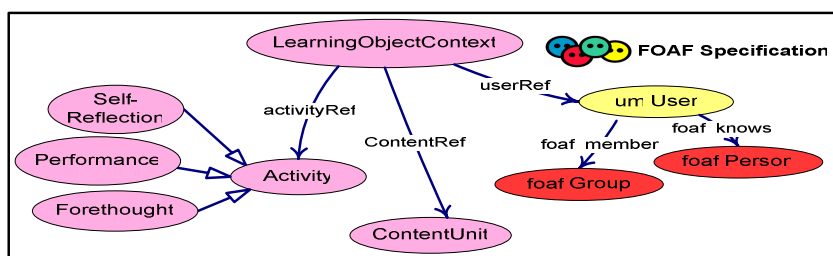 LearningObjectContext
FOAF Specification
Self-
Reflection
activityRef
userRef
um User
ContentRef
foaf member
foaf knows
Performance
Activity
foaf Group
foaf Person
Forethought
ContentUnit